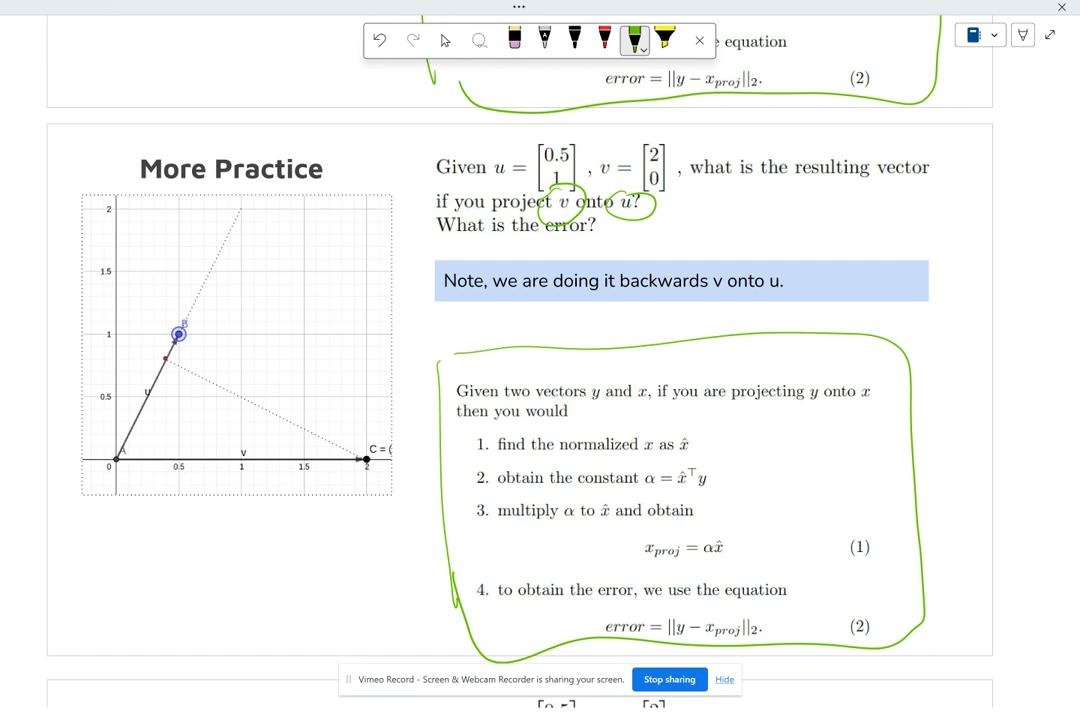 equation
error = ||y − x_proj||₂. (2)
More Practice
Given u = [0.5 1] , v = [2 0] , what is the resulting vector
if you project v onto u?
What is the error?
Note, we are doing it backwards v onto u.
2
1.5
1
0.5
0 0.5 1 1.5 2
B
U
A
v
C = (
Given two vectors y and x, if you are projecting y onto x
then you would
1. find the normalized x as x̂
2. obtain the constant α = x̂⊤y
3. multiply α to x̂ and obtain
x_proj = αx̂ (1)
4. to obtain the error, we use the equation
error = ||y − x_proj||₂. (2)
Vimeo Record - Screen & Webcam Recorder is sharing your screen. Stop sharing Hide